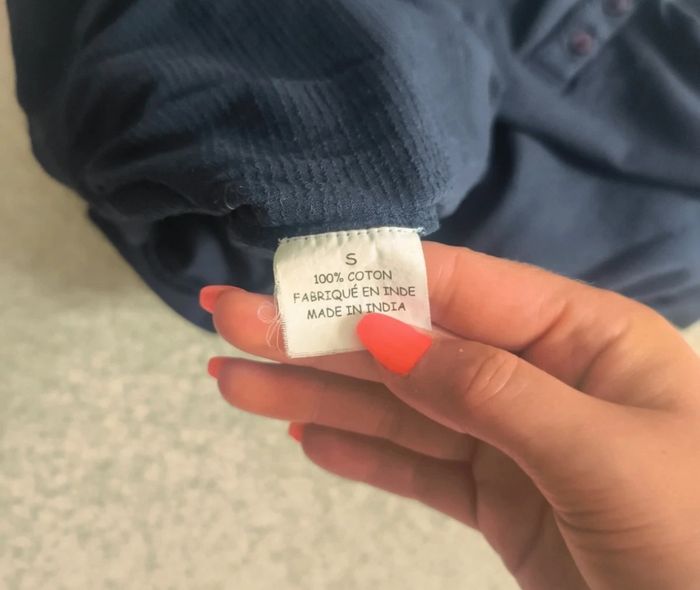 S
100% COTON
FABRIQUÉ EN INDE
MADE IN INDIA